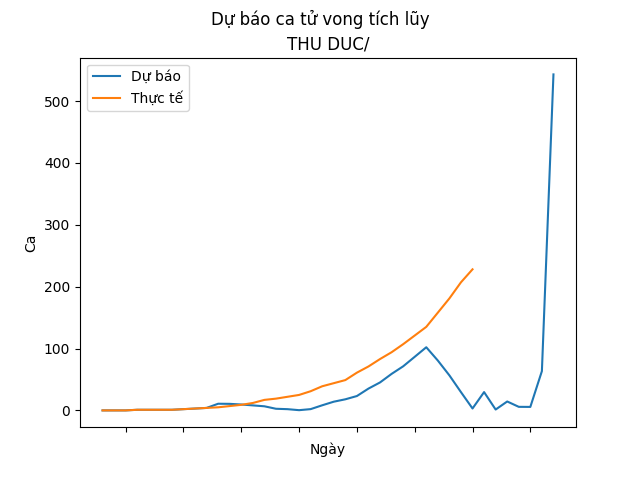 Dự báo ca tử vong tích lũy
THU DUC/
Dự báo
Thực tế
500
400
300
200
100
0
Ca
Ngày